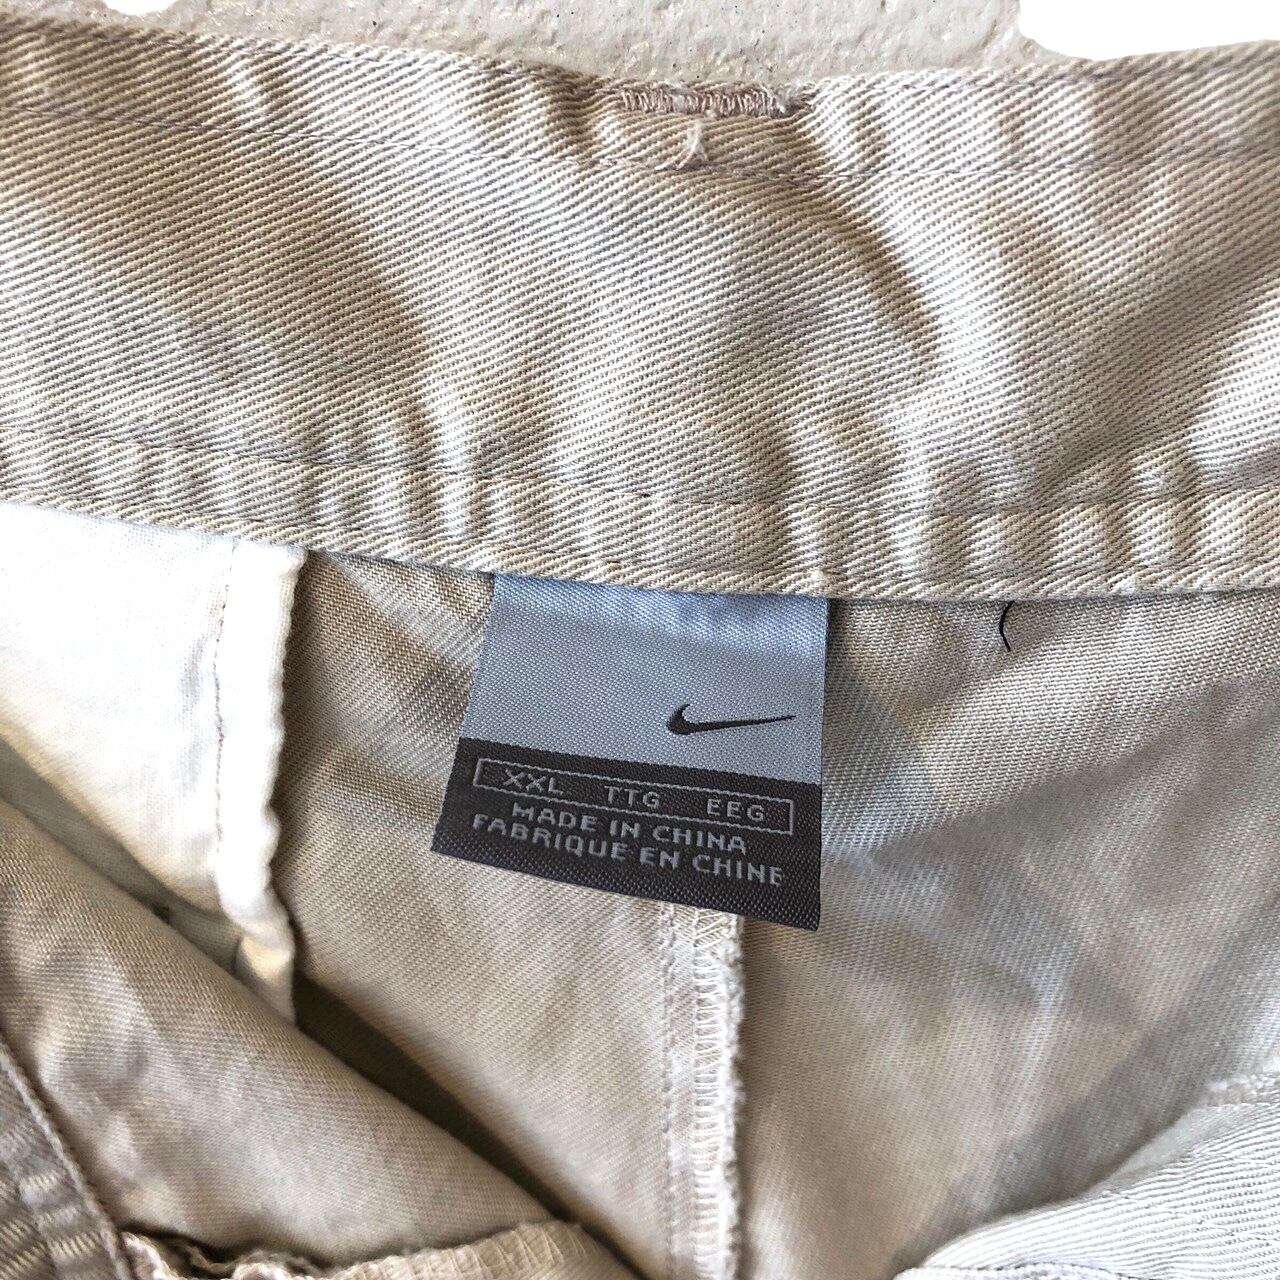 XXL TTG EEG
MADE IN CHINA
FABRIQUE EN CHINE